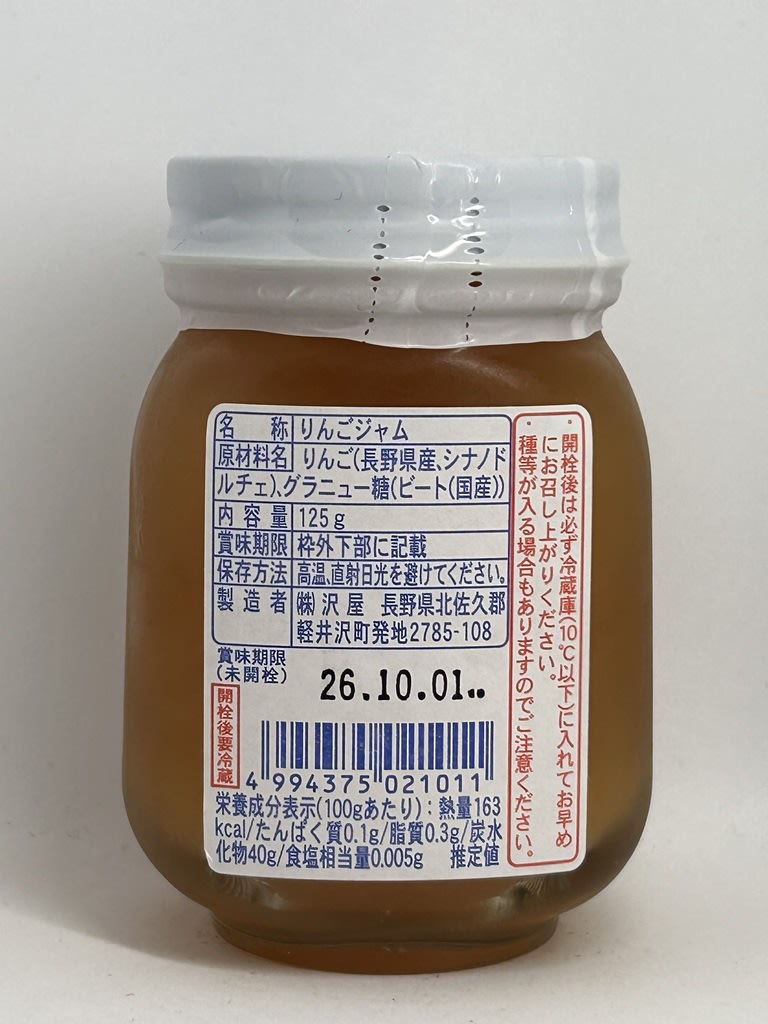 名 称 りんごジャム
原材料名 りんご(長野県産、シナノド
ルチェ)、グラニュー糖(ビート(国産))
内容量 125g
賞味期限 枠外下部に記載
保存方法 高温、直射日光を避けてください。
製造者 ㈱沢屋 長野県北佐久郡
軽井沢町発地2785-108
賞味期限
(未開栓)
26.10.01..
開栓後要冷蔵
4 994375 021011
栄養成分表示(100gあたり):熱量163
kcal/たんぱく質0.1g/脂質0.3g/炭水
化物40g/食塩相当量0.005g 推定値
・開栓後は必ず冷蔵庫(10℃以下)に入れてお早め
にお召し上がりください。
・種等が入る場合もありますのでご注意ください。